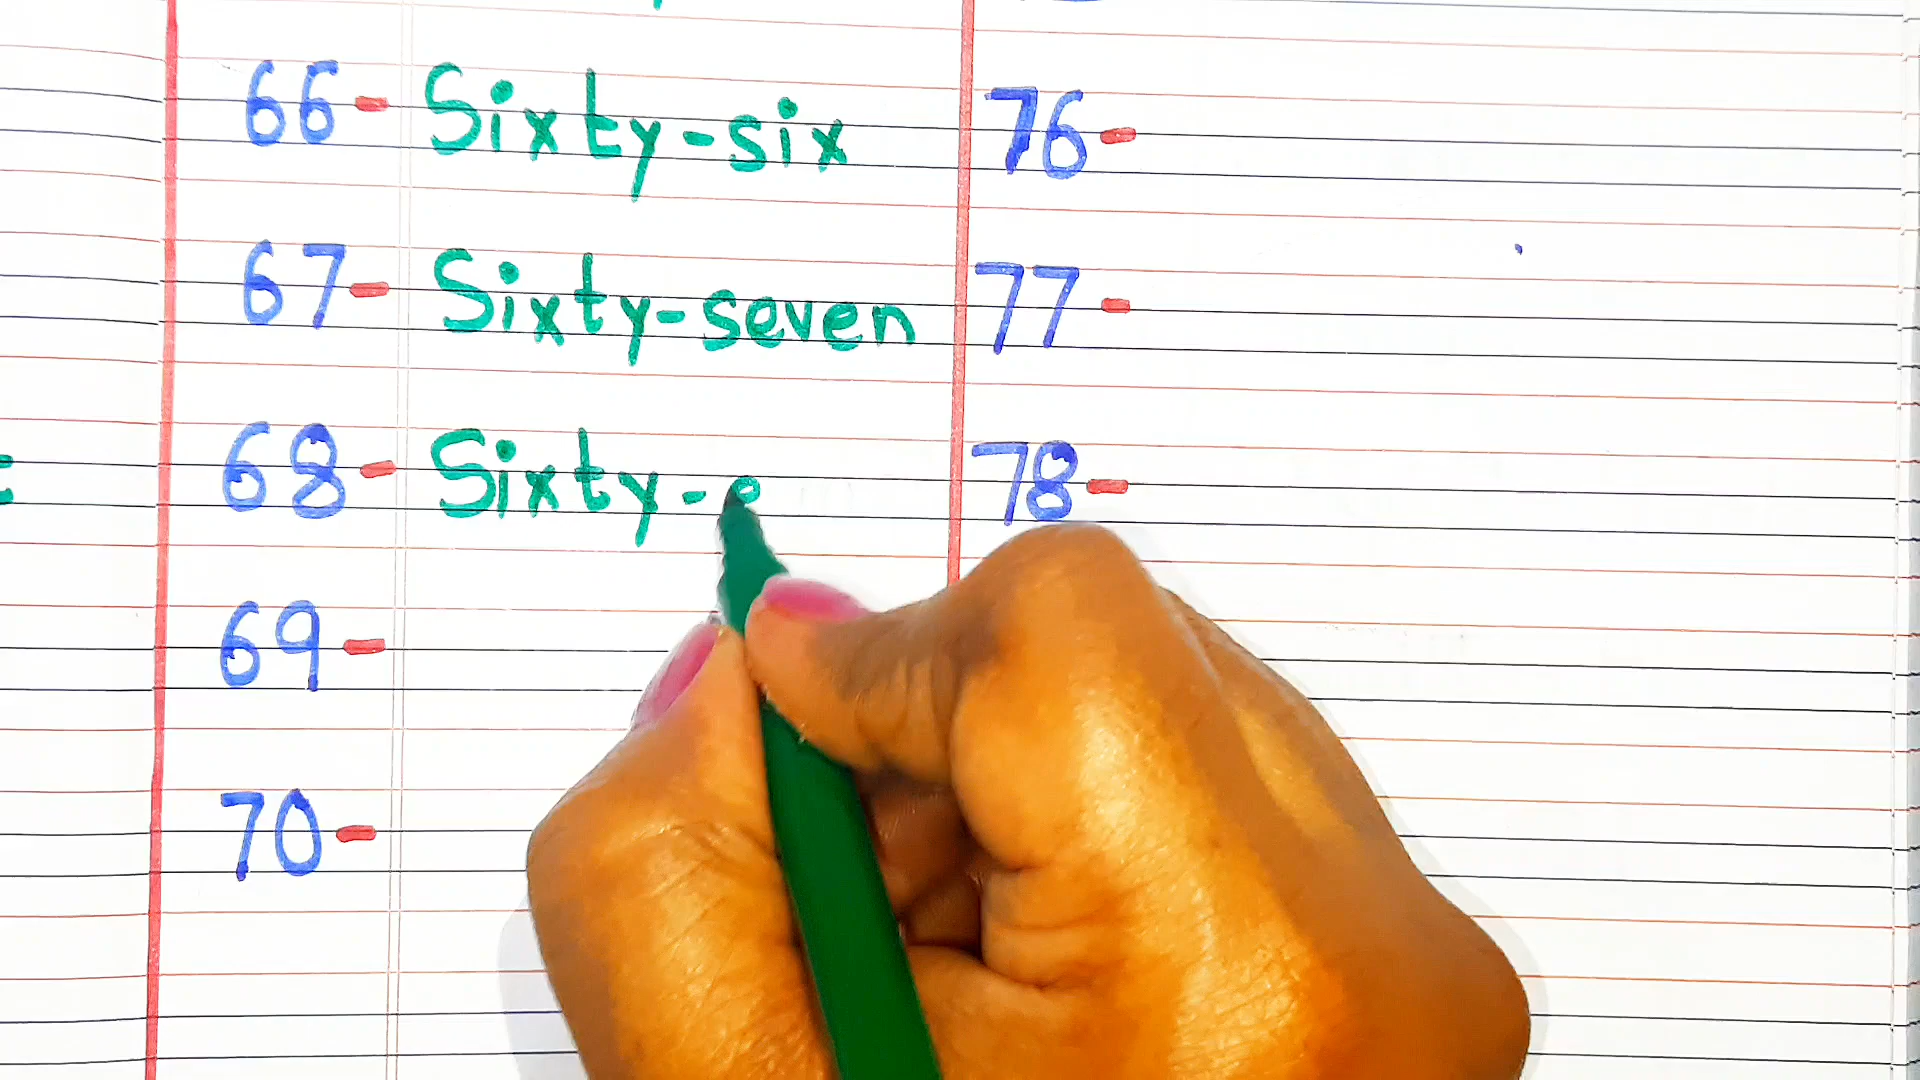 66- Sixty-six
67- Sixty-seven
68- Sixty-
69-
70-
76-
77-
78-